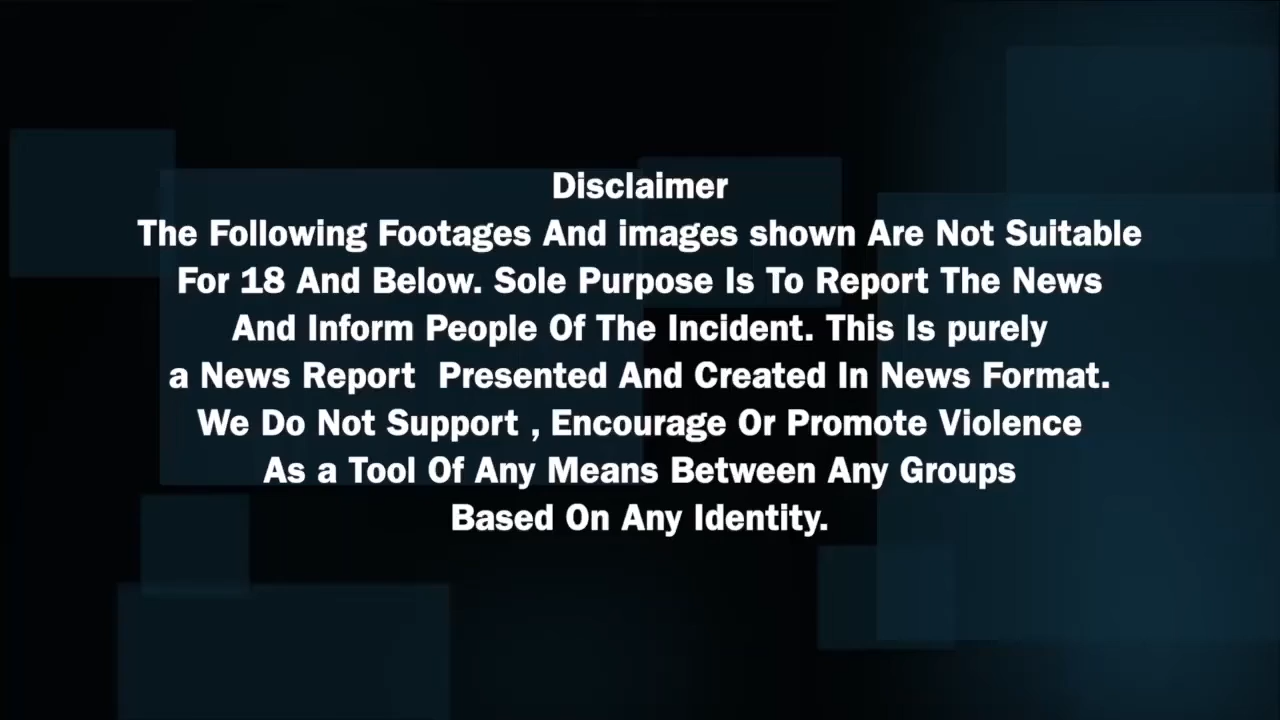 Disclaimer
The Following Footages And images shown Are Not Suitable
For 18 And Below. Sole Purpose Is To Report The News
And Inform People Of The Incident. This Is purely
a News Report  Presented And Created In News Format.
We Do Not Support , Encourage Or Promote Violence
As a Tool Of Any Means Between Any Groups
Based On Any Identity.